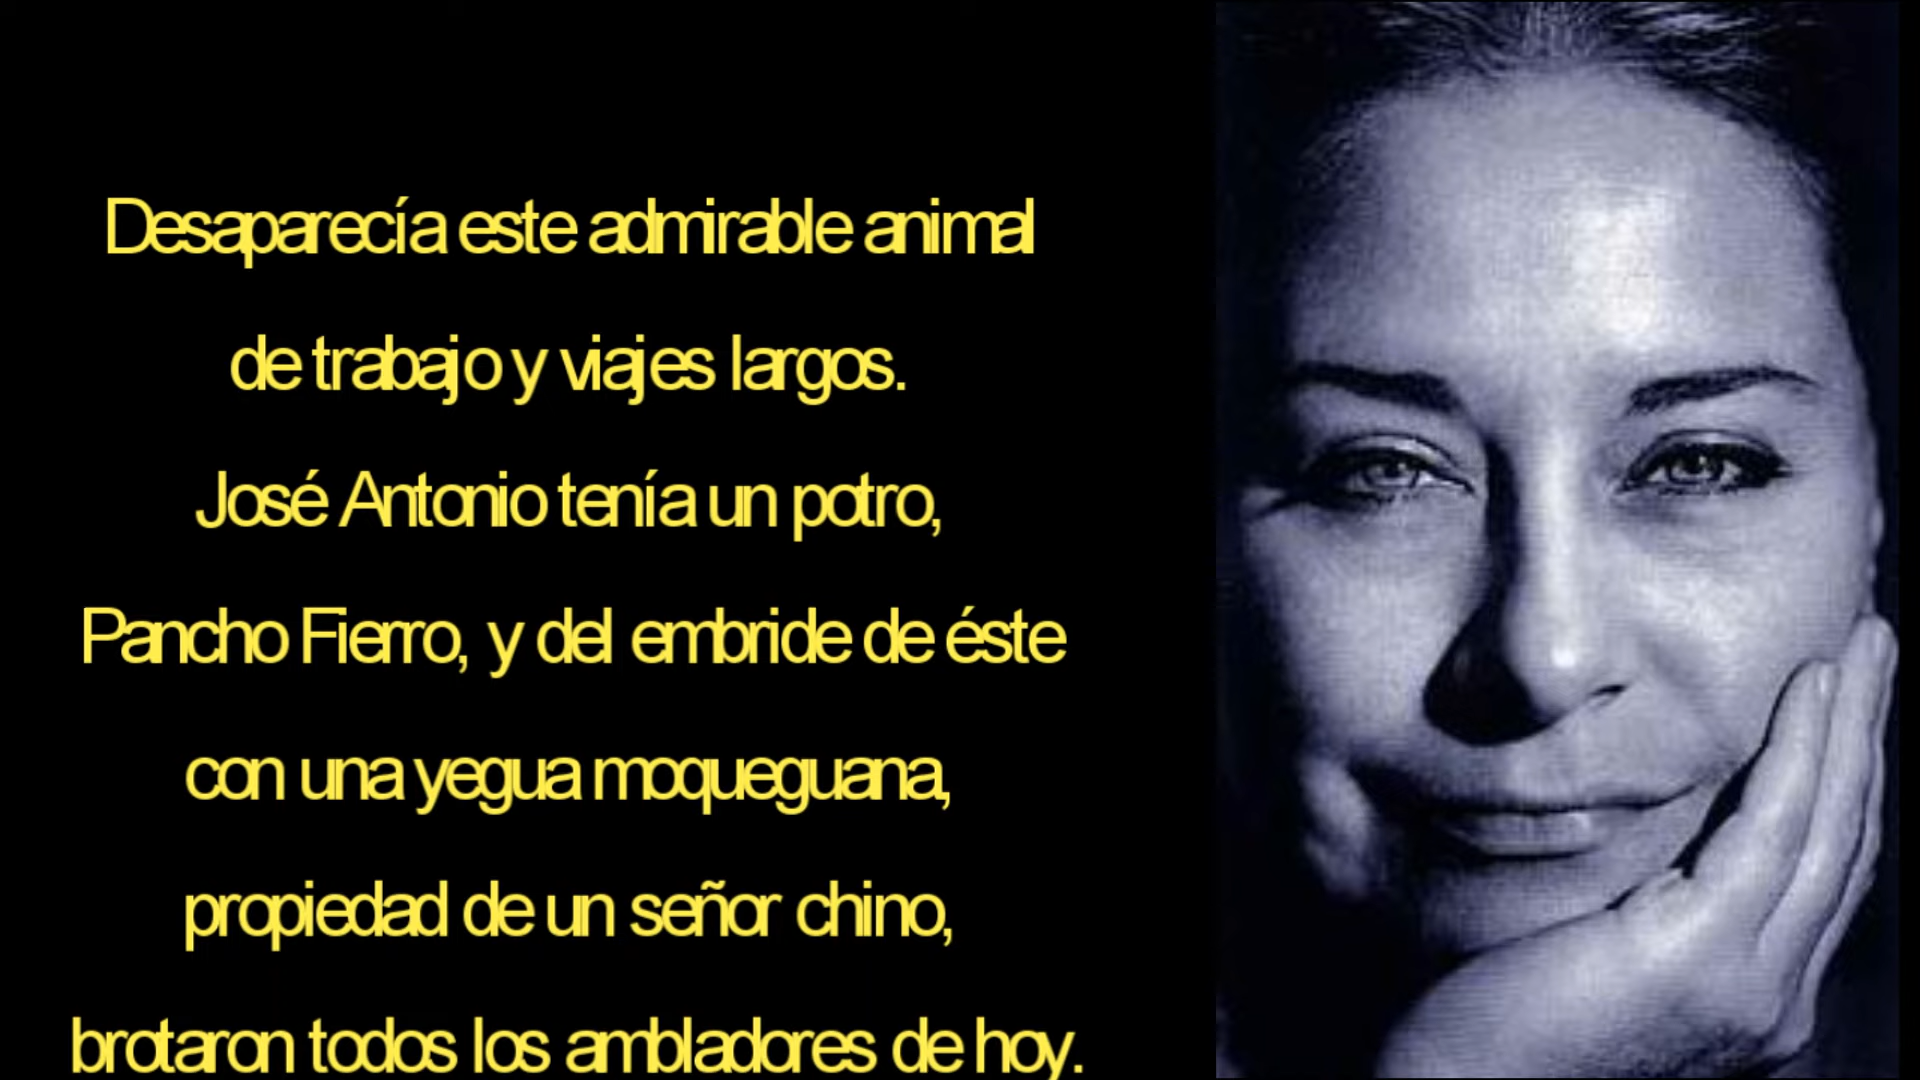 Desaparecía este admirable animal
de trabajo y viajes largos.
José Antonio tenía un potro,
Pancho Fierro, y del embride de éste
con una yegua moqueguana,
propiedad de un señor chino,
brotaron todos los ambladores de hoy.